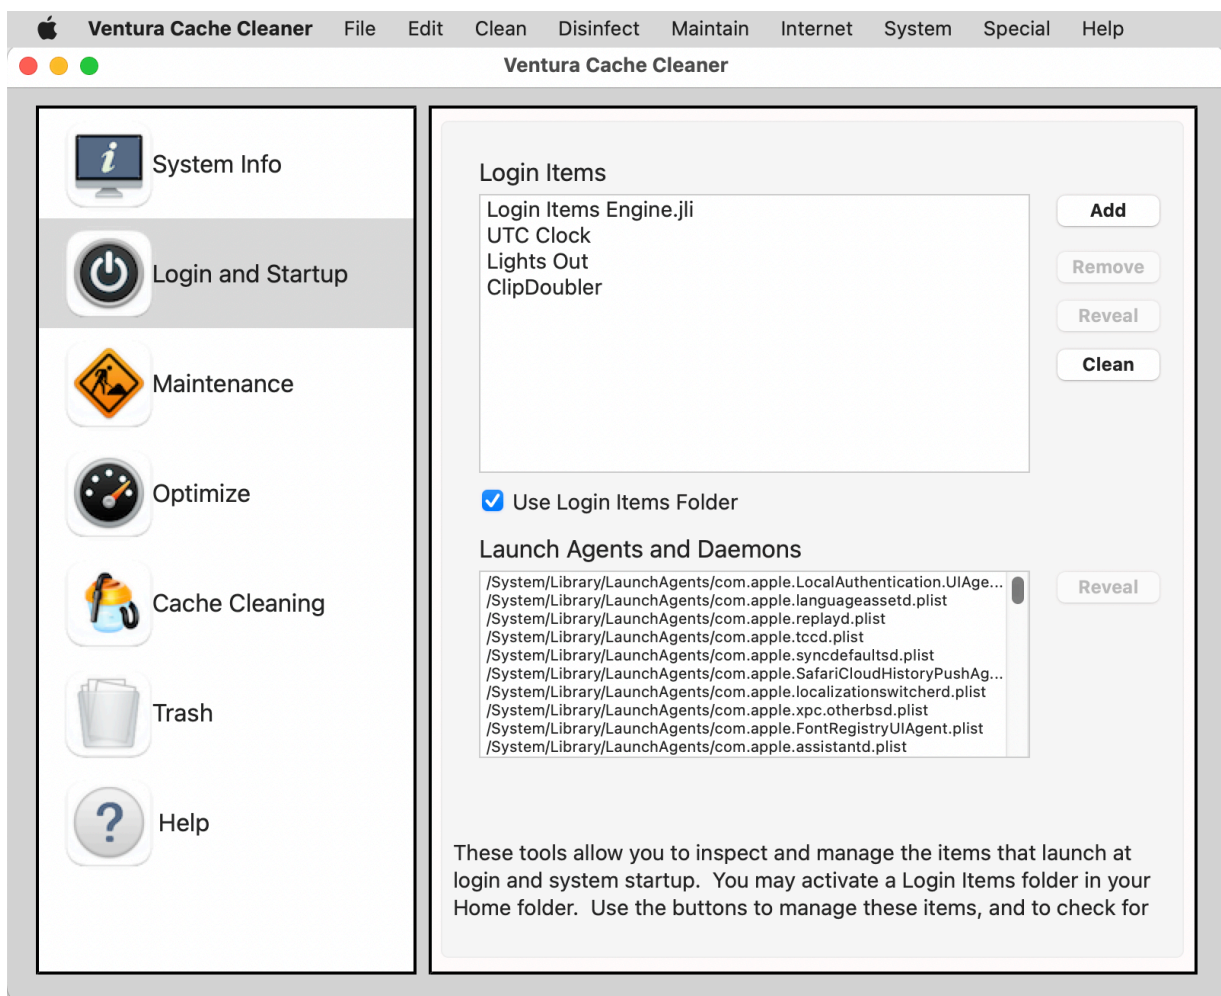 Ventura Cache Cleaner File Edit Clean Disinfect Maintain Internet System Special Help
Ventura Cache Cleaner
System Info
Login and Startup
Maintenance
Optimize
Cache Cleaning
Trash
Help
Login Items
Login Items Engine.jli
UTC Clock
Lights Out
ClipDoubler
Add
Remove
Reveal
Clean
Use Login Items Folder
Launch Agents and Daemons
/System/Library/LaunchAgents/com.apple.LocalAuthentication.UIAge...
/System/Library/LaunchAgents/com.apple.languageassetd.plist
/System/Library/LaunchAgents/com.apple.replayd.plist
/System/Library/LaunchAgents/com.apple.tccd.plist
/System/Library/LaunchAgents/com.apple.syncdefaultsd.plist
/System/Library/LaunchAgents/com.apple.SafariCloudHistoryPushAg...
/System/Library/LaunchAgents/com.apple.localizationswitcherd.plist
/System/Library/LaunchAgents/com.apple.xpc.otherbsd.plist
/System/Library/LaunchAgents/com.apple.FontRegistryUIAgent.plist
/System/Library/LaunchAgents/com.apple.assistantd.plist
Reveal
These tools allow you to inspect and manage the items that launch at
login and system startup.  You may activate a Login Items folder in your
Home folder.  Use the buttons to manage these items, and to check for